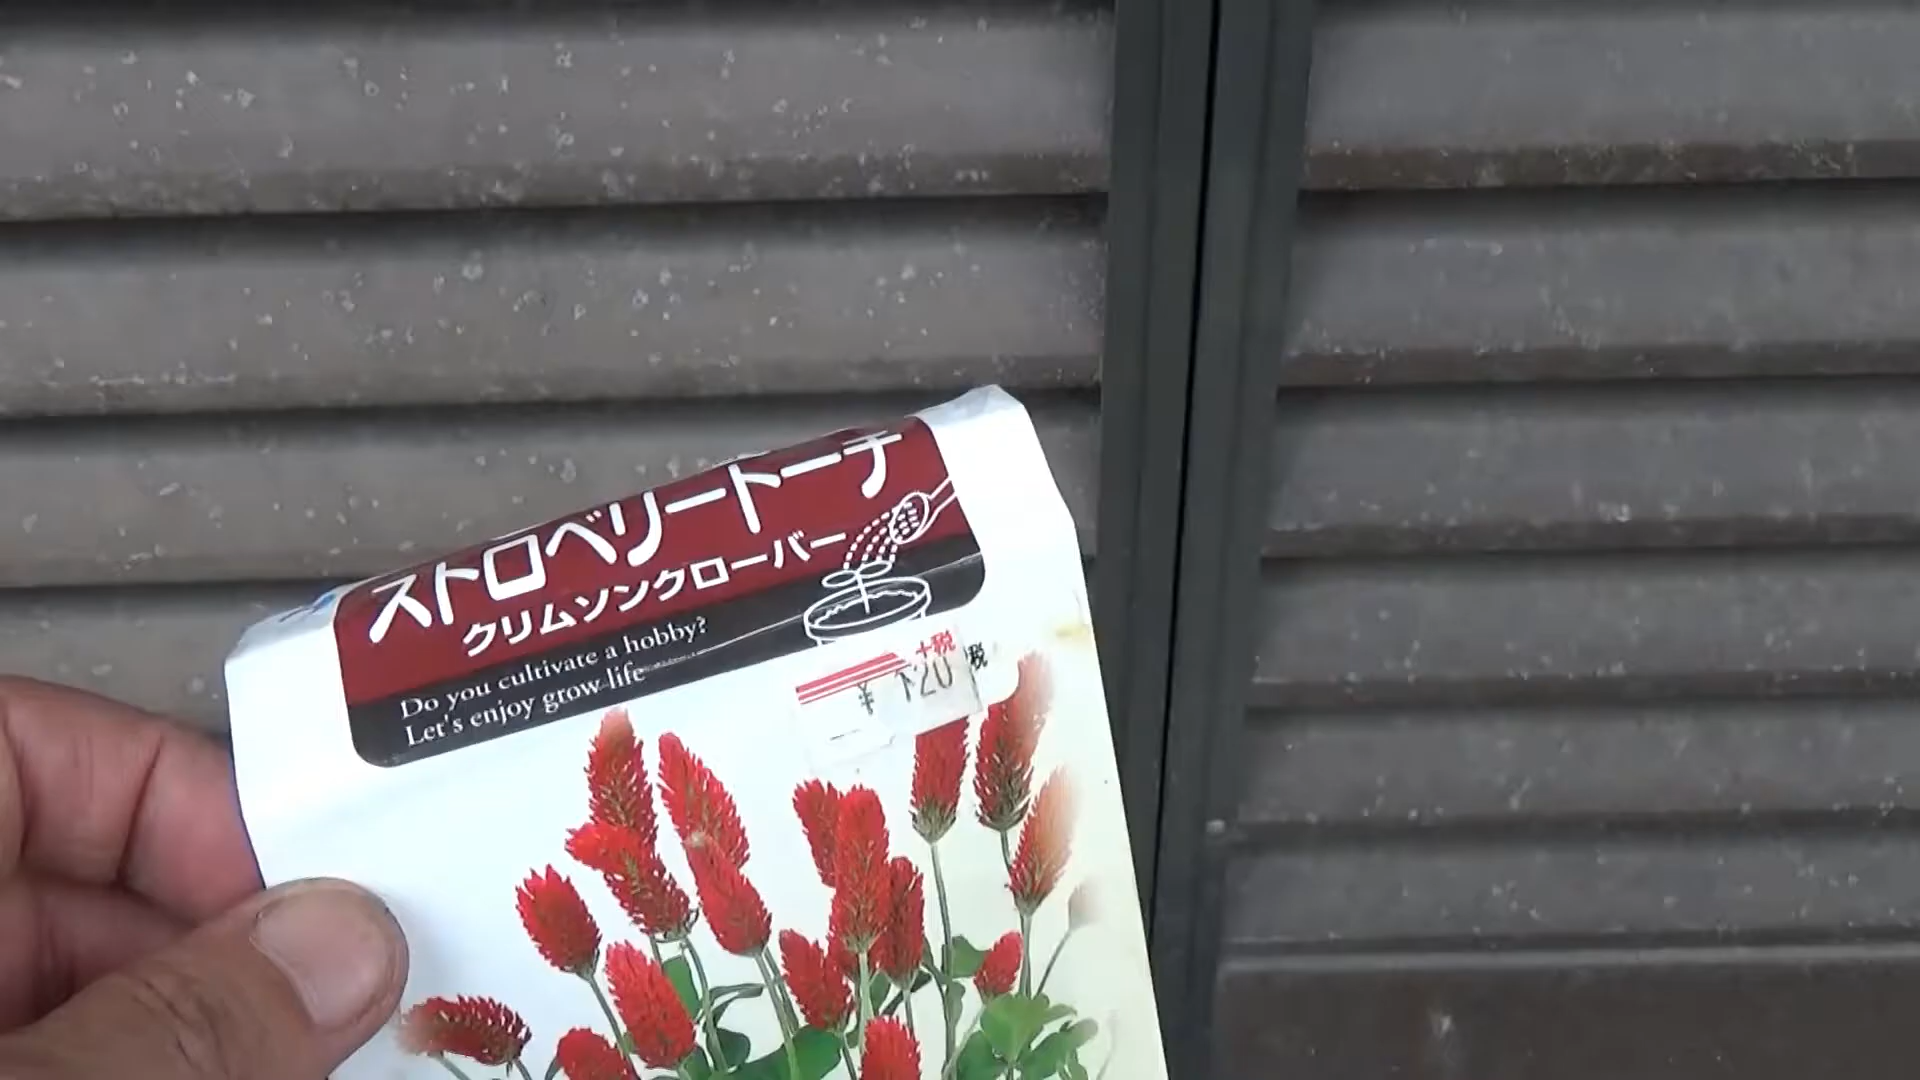 ストロベリートーチ
クリムソンクローバー
Do you cultivate a hobby?
Let's enjoy grow life
+税
税
¥ 120